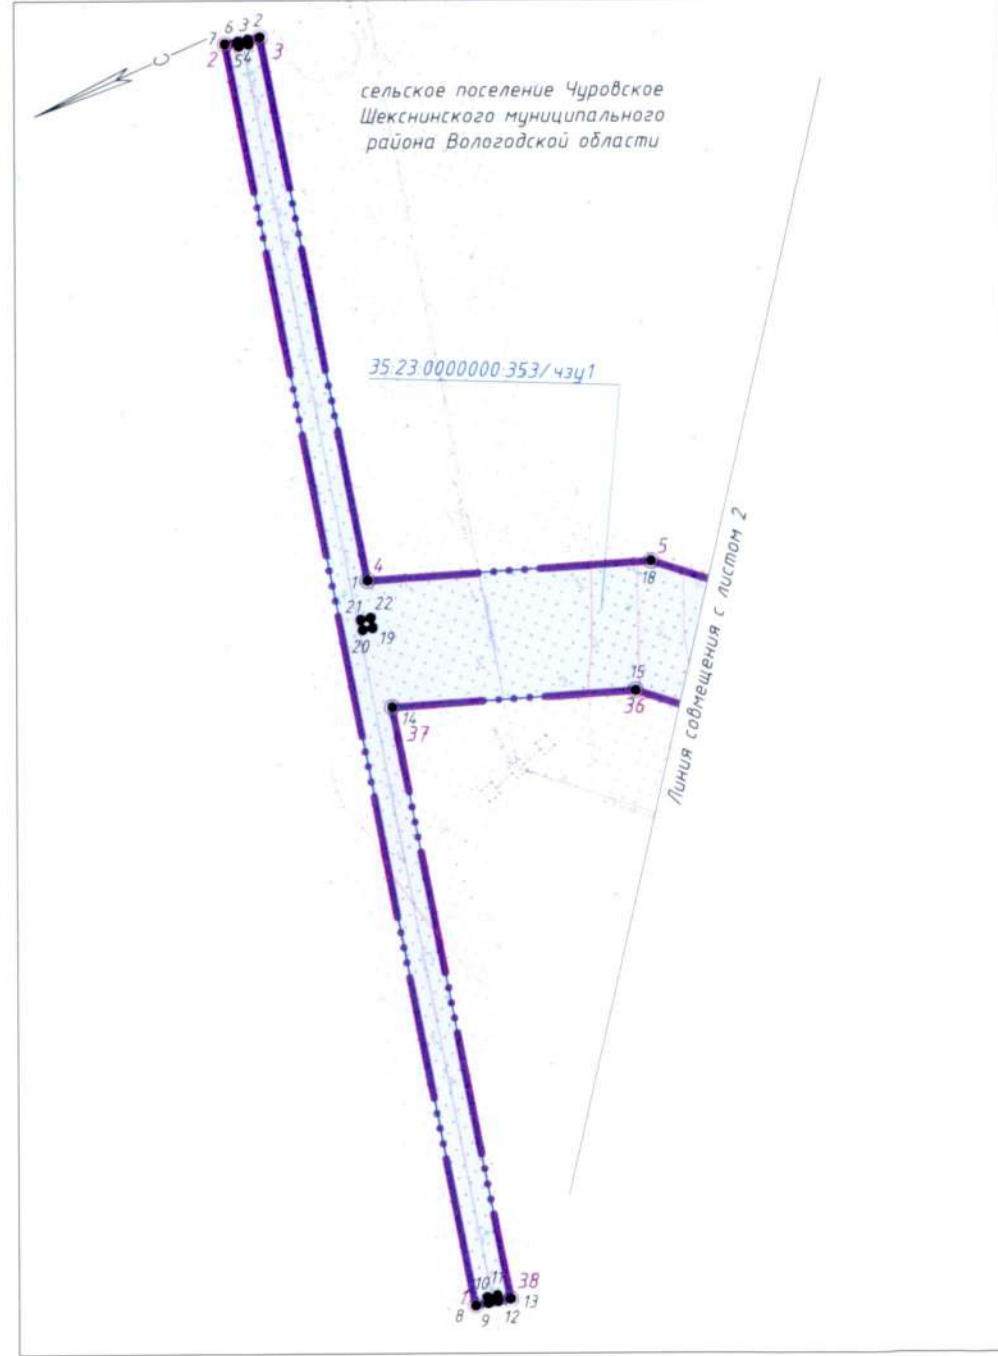 6 3 2
7
2 54 3
С
сельское поселение Чуровское
Шекснинского муниципального
района Вологодской области
35:23:0000000:353/чзу1
4
1
5
18
21 22
20 19
15
36
14
37
Линия совмещения с листом 2
10 11 38
1 13
8 9 12